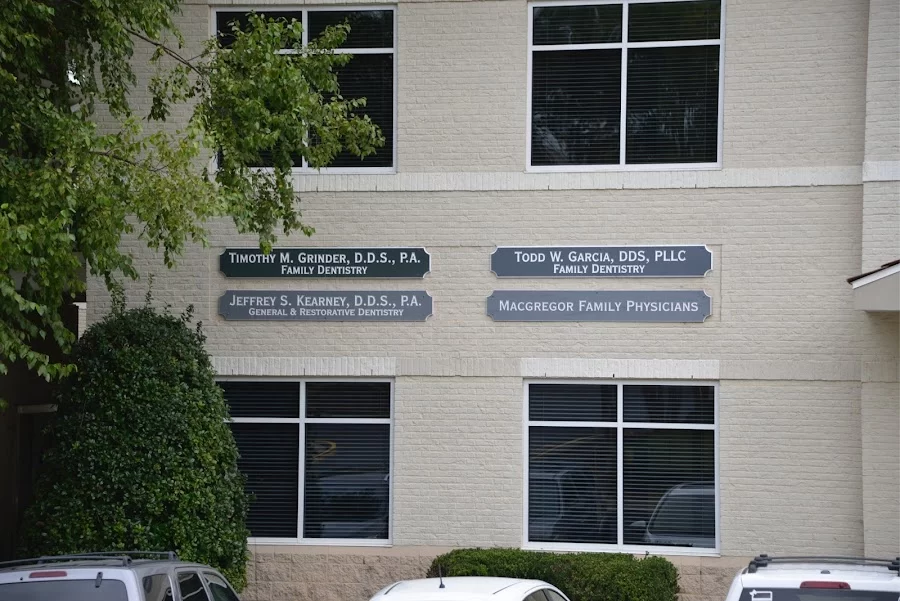 Timothy M. Grinder, D.D.S., P.A.
Family Dentistry
Jeffrey S. Kearney, D.D.S., P.A.
General & Restorative Dentistry
Todd W. Garcia, DDS, PLLC
Family Dentistry
Macgregor Family Physicians